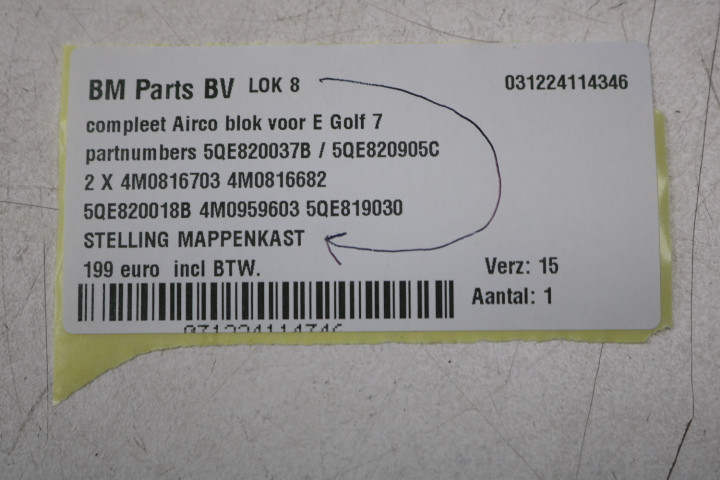 BM Parts BV LOK 8 031224114346
compleet Airco blok voor E Golf 7
partnumbers 5QE820037B / 5QE820905C
2 X 4M0816703 4M0816682
5QE820018B 4M0959603 5QE819030
STELLING MAPPENKAST
199 euro incl BTW. Verz: 15
Aantal: 1